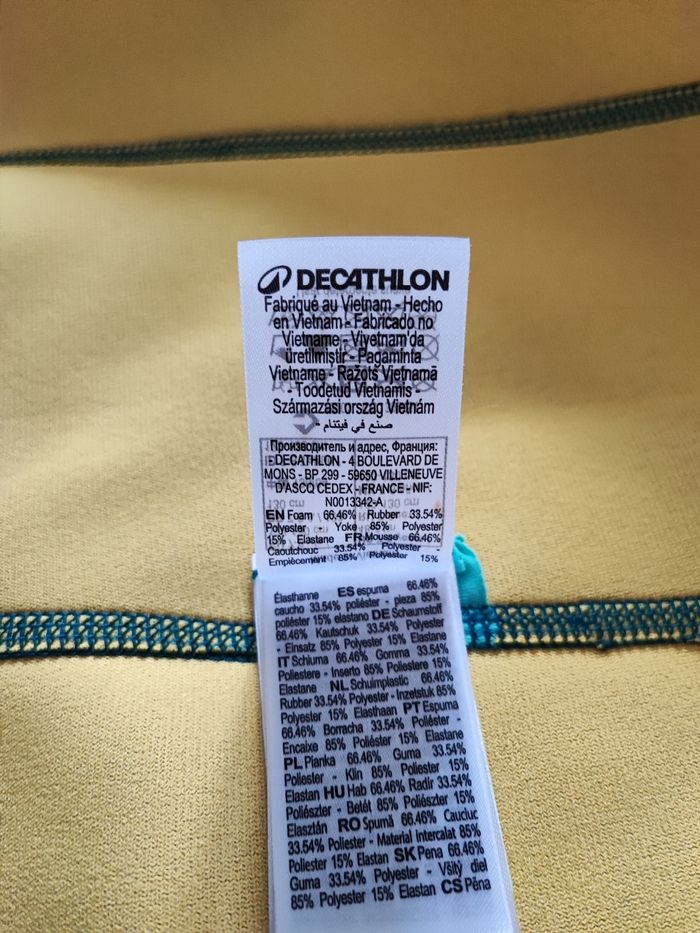 DECATHLON
Fabriqué au Vietnam - Hecho
en Vietnam - Fabricado no
Vietname - Viyetnam'da
üretilmiştir - Pagaminta
Vietname - Ražots Vjetnamā
- Toodetud Vietnamis -
Származási ország Vietnám
- صنع في فيتنام
Производитель и адрес, Франция:
DECATHLON - 4 BOULEVARD DE
MONS - BP 299 - 59650 VILLENEUVE
D'ASCQ CEDEX - FRANCE - NIF:
N0013342-A
EN Foam 66.46% Rubber 33.54%
Polyester - Yoke 85% Polyester
15% Elastane FR Mousse 66.46%
Caoutchouc 33.54% Polyester -
Empiècement 85% Polyester 15%
Élasthanne ES espuma 66.46%
caucho 33.54% poliéster - pieza 85%
poliéster 15% elastano DE Schaumstoff
66.46% Kautschuk 33.54% Polyester
- Einsatz 85% Polyester 15% Elastane
IT Schiuma 66.46% Gomma 33.54%
Poliestere - Inserto 85% Poliestere 15%
Elastane NL Schuimplastic 66.46%
Rubber 33.54% Polyester - Inzetstuk 85%
Polyester 15% Elasthaan PT Espuma
66.46% Borracha 33.54% Poliéster -
Encaixe 85% Poliéster 15% Elastane
PL Pianka 66.46% Guma 33.54%
Poliester - Klin 85% Poliester 15%
Elastan HU Hab 66.46% Radír 33.54%
Poliészter - Betét 85% Poliészter 15%
Elasztán RO Spumă 66.46% Cauciuc
33.54% Poliester - Material intercalat 85%
Poliester 15% Elastan SK Pena 66.46%
Guma 33.54% Polyester - Všitý diel
85% Polyester 15% Elastan CS Pěna